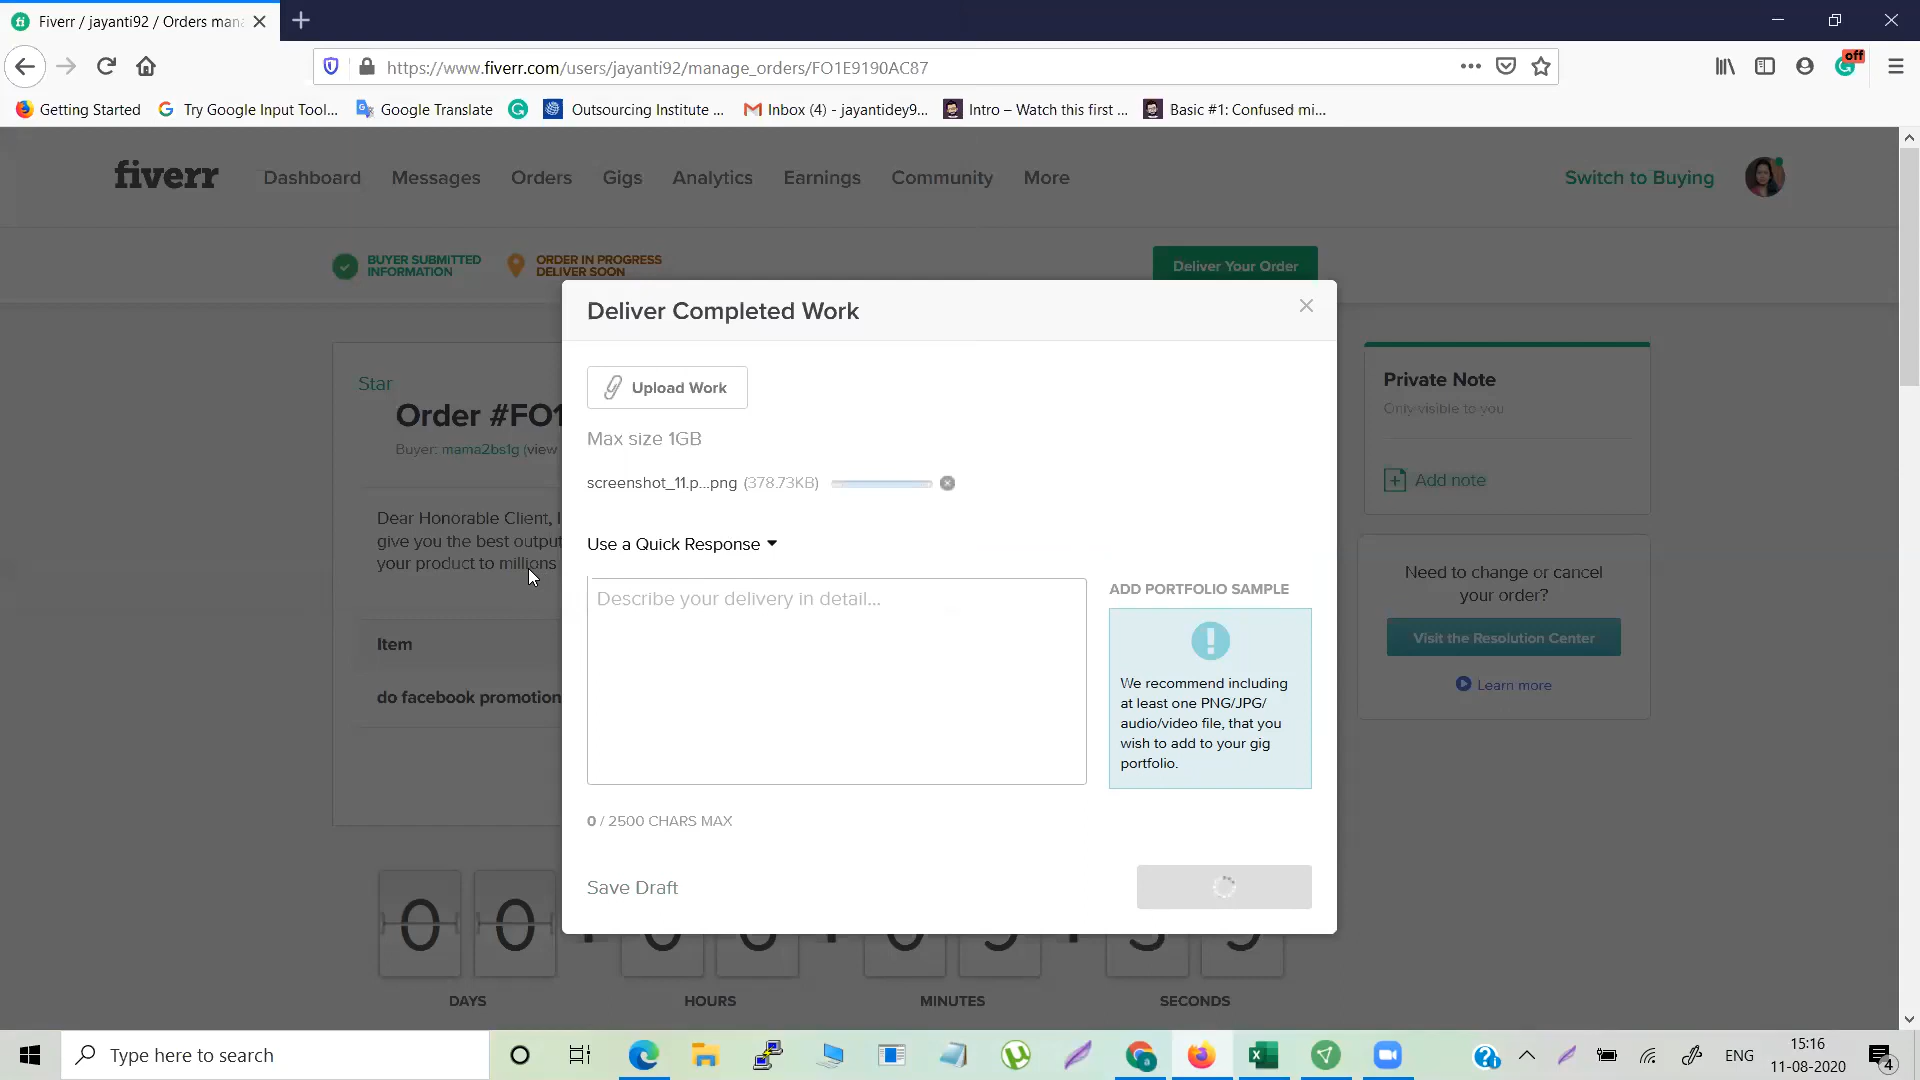 Fiverr / jayanti92 / Orders mana
https://www.fiverr.com/users/jayanti92/manage_orders/FO1E9190AC87
off
Getting Started
Try Google Input Tool...
Google Translate
Outsourcing Institute ...
Inbox (4) - jayantidey9...
Intro – Watch this first ...
Basic #1: Confused mi...
fiverr
Dashboard
Messages
Orders
Gigs
Analytics
Earnings
Community
More
Switch to Buying
BUYER SUBMITTED
INFORMATION
ORDER IN PROGRESS
DELIVER SOON
Deliver Your Order
Deliver Completed Work
Upload Work
Max size 1GB
screenshot_11.p...png (378.73KB)
Use a Quick Response
Describe your delivery in detail...
0 / 2500 CHARS MAX
ADD PORTFOLIO SAMPLE
We recommend including
at least one PNG/JPG/
audio/video file, that you
wish to add to your gig
portfolio.
Save Draft
Star
Order #FO1
Buyer: mama2bs1g (view
Dear Honorable Client, I
give you the best output
your product to millions
Item
do facebook promotion
Private Note
Only visible to you
Add note
Need to change or cancel
your order?
Visit the Resolution Center
Learn more
0 0
DAYS
HOURS
MINUTES
SECONDS
Type here to search
ENG
15:16
11-08-2020
4